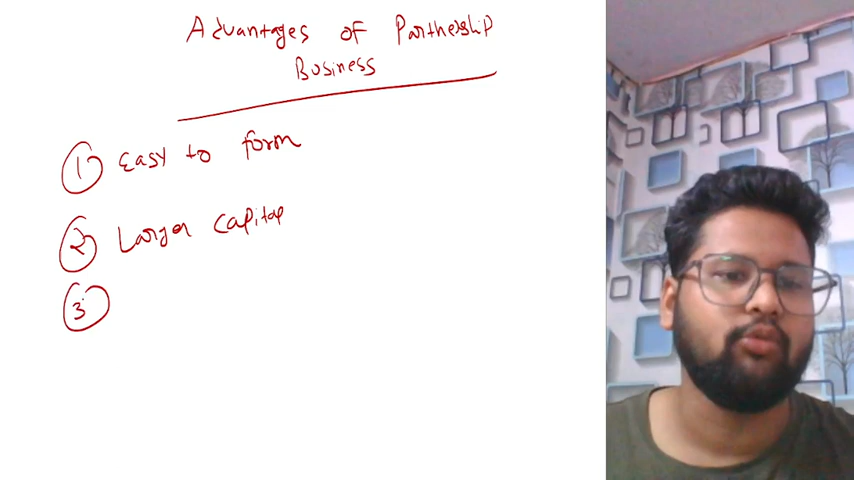 Advantages of Partnership
Business
1 Easy to form
2 Larger capital
3